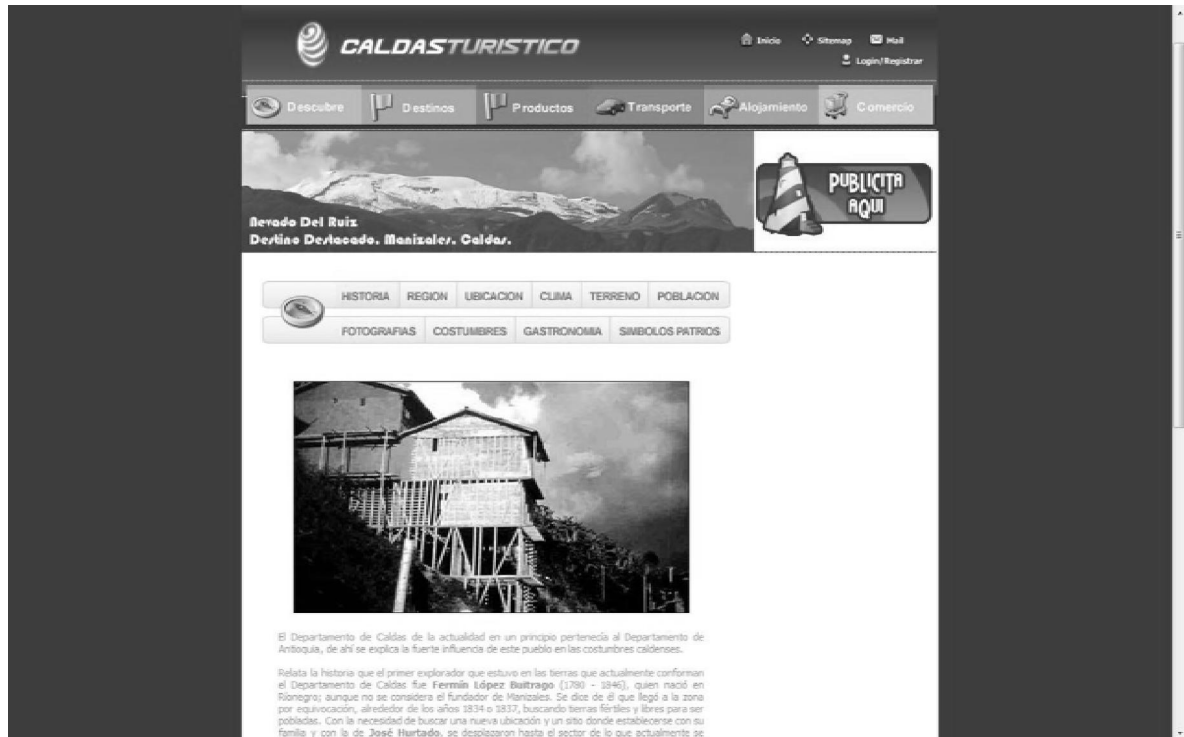 CALDASTURISTICO
Inicio Sitemap Mail
Login/Registrar
Descubre Destinos Productos Transporte Alojamiento Comercio
PUBLICITA
AQUI
Nevado Del Ruiz
Destino Destacado. Manizales. Caldas.
HISTORIA REGION UBICACION CLIMA TERRENO POBLACION
FOTOGRAFIAS COSTUMBRES GASTRONOMIA SIMBOLOS PATRIOS
El Departamento de Caldas de la actualidad en un principio pertenecía al Departamento de
Antioquia, de ahí se explica la fuerte influencia de este pueblo en las costumbres caldenses.
Relata la historia que el primer explorador que estuvo en las tierras que actualmente conforman
el Departamento de Caldas fue Fermín López Buitrago (1780 - 1846), quien nació en
Rionegro; aunque no se considera el fundador de Manizales. Se dice de él que llegó a la zona
por equivocación, alrededor de los años 1834 o 1837, buscando tierras fértiles y libres para ser
pobladas. Con la necesidad de buscar una nueva ubicación y un sitio donde establecerse con su
familia y con la de José Hurtado, se desplazaron hasta el sector de lo que actualmente se